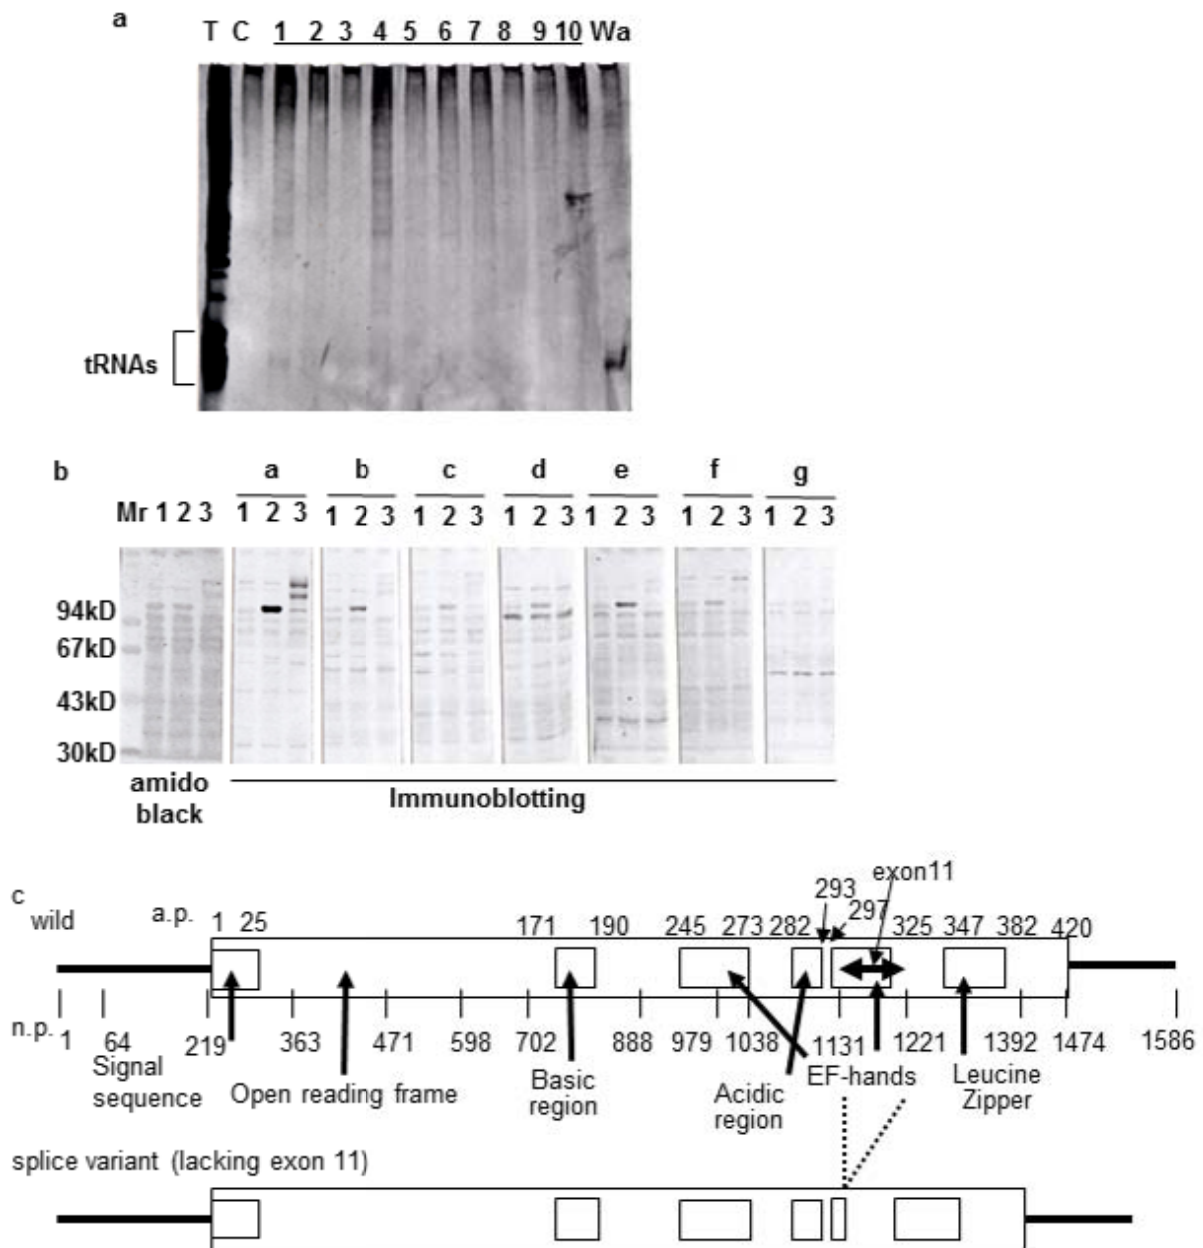 a
T C 1 2 3 4 5 6 7 8 9 10 Wa
tRNAs
b
a b c d e f g
Mr 1 2 3 1 2 3 1 2 3 1 2 3 1 2 3 1 2 3 1 2 3 1 2 3
94kD
67kD
43kD
30kD
amido
black
Immunoblotting
c
wild
exon11
293
297
a.p. 1 25 171 190 245 273 282 325 347 382 420
n.p. 1 64 219 363 471 598 702 888 979 1038 1131 1221 1392 1474 1586
Signal
sequence
Open reading frame
Basic
region
Acidic
region
EF-hands
Leucine
Zipper
splice variant (lacking exon 11)